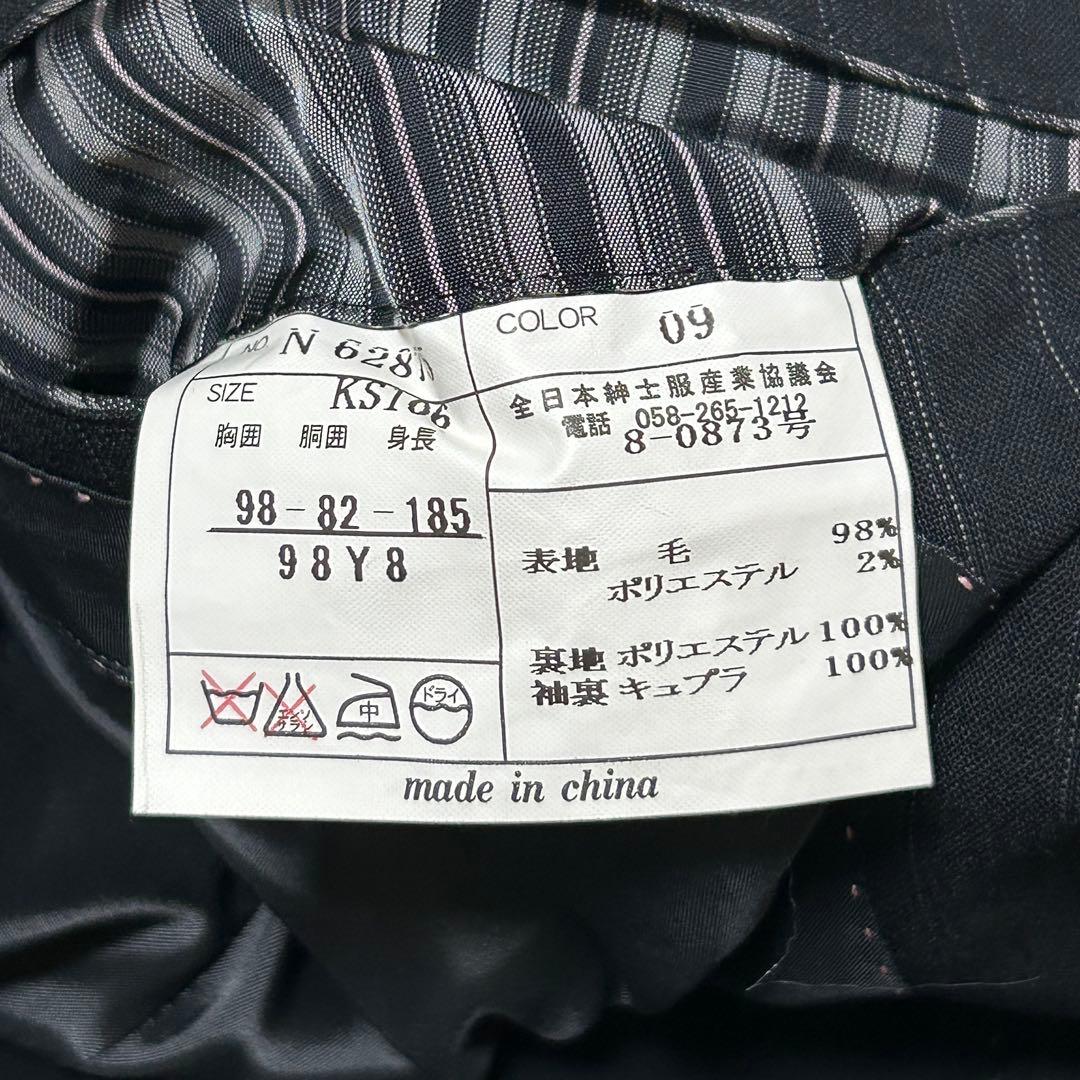 NO N 628
COLOR 09
SIZE
胸囲 胴囲 身長
98-82-185
98Y8
全日本紳士服産業協議会
電話 058-265-1212
8-0873号
表地 毛 98%
ポリエステル 2%
裏地 ポリエステル 100%
袖裏 キュプラ 100%
中
ドライ
made in china